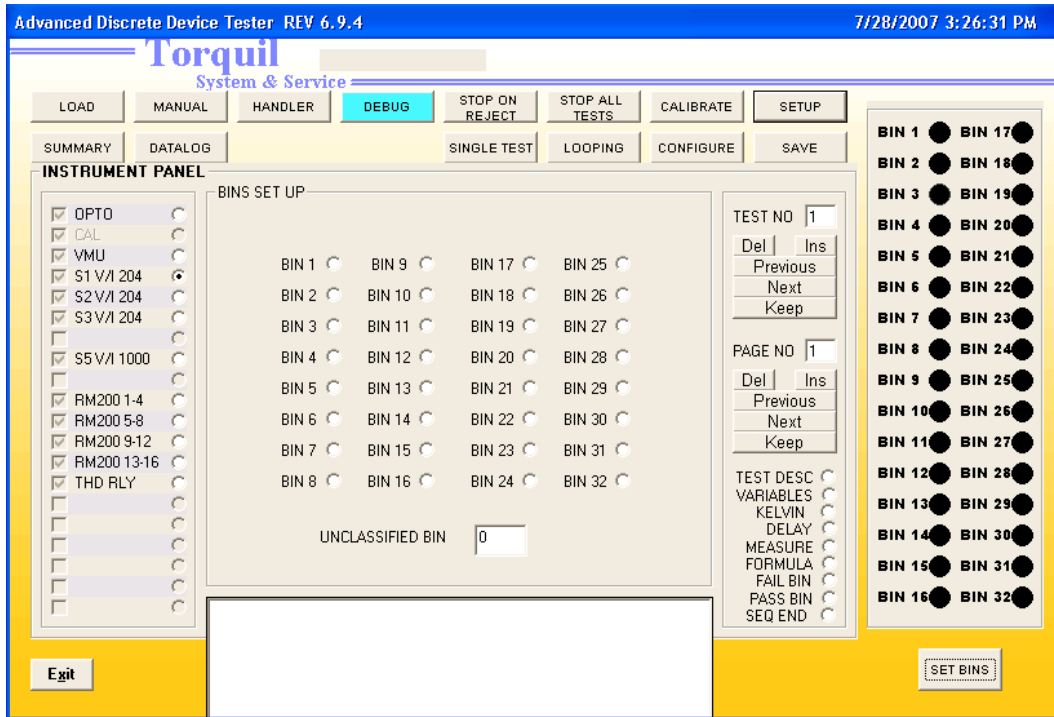 Advanced Discrete Device Tester REV 6.9.4 7/28/2007 3:26:31 PM
Torquil
System & Service
LOAD MANUAL HANDLER DEBUG STOP ON REJECT STOP ALL TESTS CALIBRATE SETUP
SUMMARY DATALOG SINGLE TEST LOOPING CONFIGURE SAVE
INSTRUMENT PANEL
OPTO
CAL
VMU
S1 V/I 204
S2 V/I 204
S3 V/I 204
S5 V/I 1000
RM200 1-4
RM200 5-8
RM200 9-12
RM200 13-16
THD RLY
BINS SET UP
BIN 1 BIN 9 BIN 17 BIN 25
BIN 2 BIN 10 BIN 18 BIN 26
BIN 3 BIN 11 BIN 19 BIN 27
BIN 4 BIN 12 BIN 20 BIN 28
BIN 5 BIN 13 BIN 21 BIN 29
BIN 6 BIN 14 BIN 22 BIN 30
BIN 7 BIN 15 BIN 23 BIN 31
BIN 8 BIN 16 BIN 24 BIN 32
UNCLASSIFIED BIN 0
TEST NO 1
Del Ins
Previous
Next
Keep
PAGE NO 1
Del Ins
Previous
Next
Keep
TEST DESC
VARIABLES
KELVIN
DELAY
MEASURE
FORMULA
FAIL BIN
PASS BIN
SEQ END
BIN 1 BIN 17
BIN 2 BIN 18
BIN 3 BIN 19
BIN 4 BIN 20
BIN 5 BIN 21
BIN 6 BIN 22
BIN 7 BIN 23
BIN 8 BIN 24
BIN 9 BIN 25
BIN 10 BIN 26
BIN 11 BIN 27
BIN 12 BIN 28
BIN 13 BIN 29
BIN 14 BIN 30
BIN 15 BIN 31
BIN 16 BIN 32
Exit
SET BINS